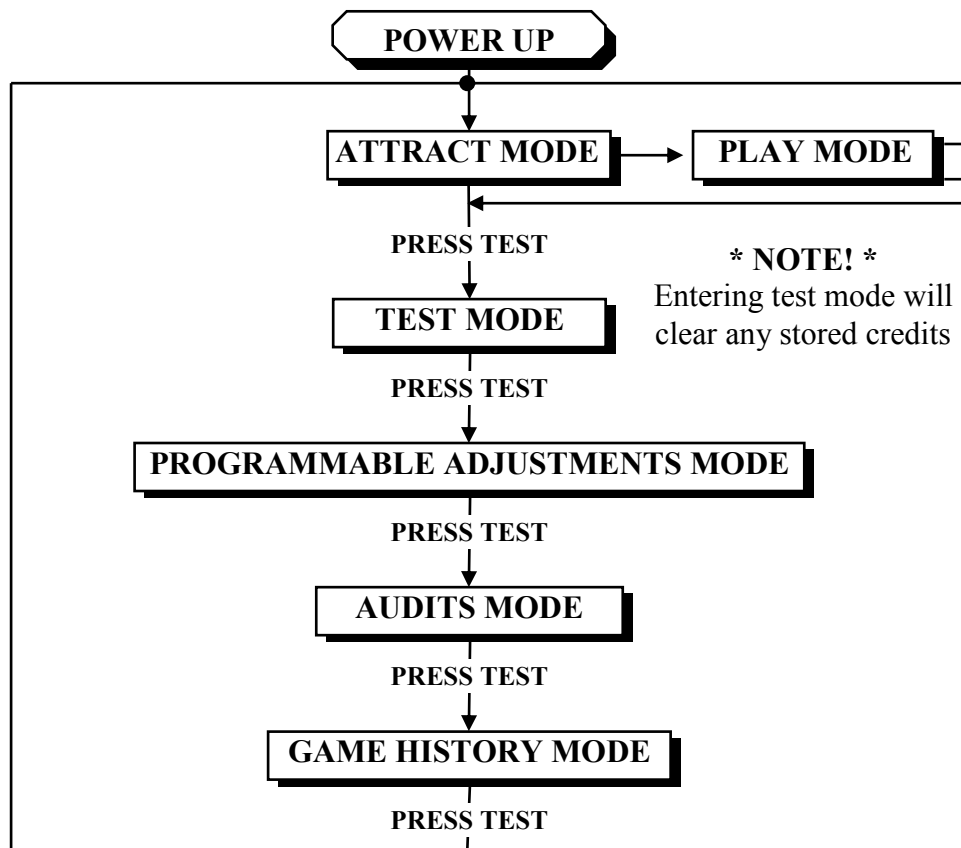 POWER UP
ATTRACT MODE
PLAY MODE
PRESS TEST
* NOTE! *
Entering test mode will
clear any stored credits
TEST MODE
PRESS TEST
PROGRAMMABLE ADJUSTMENTS MODE
PRESS TEST
AUDITS MODE
PRESS TEST
GAME HISTORY MODE
PRESS TEST